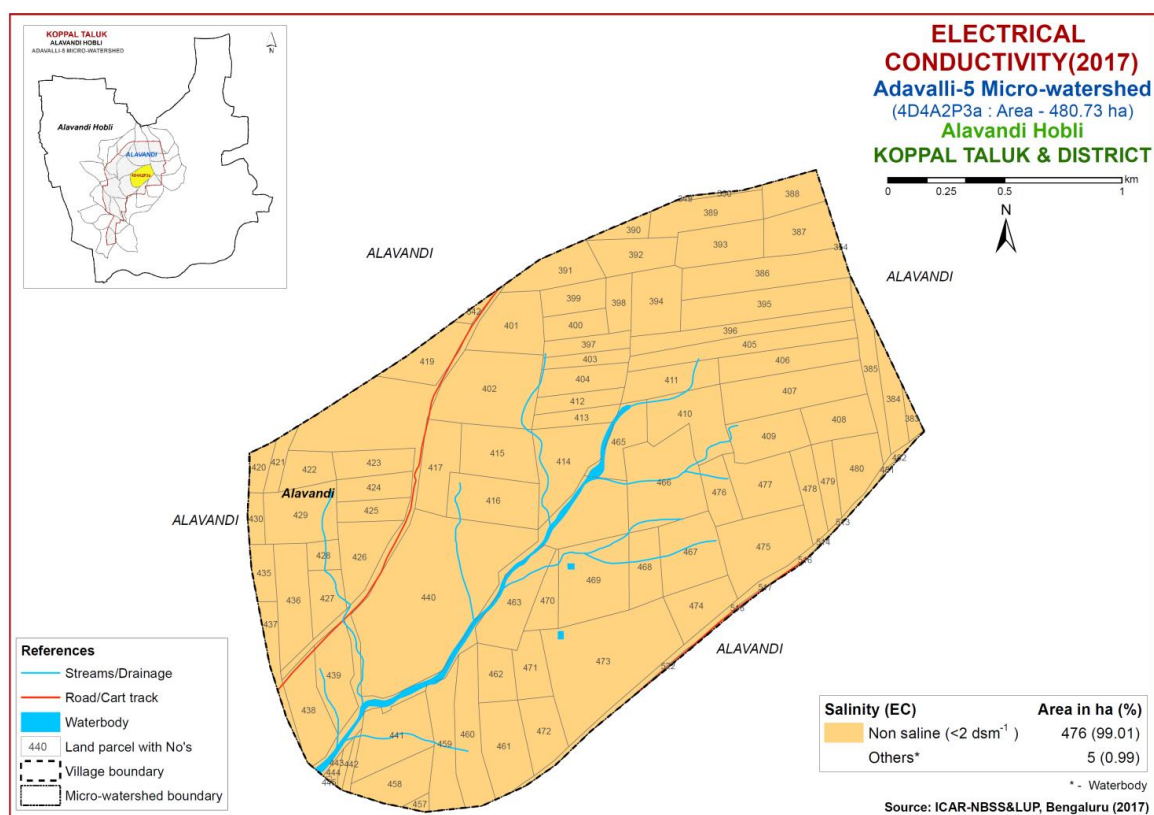 KOPPAL TALUK
ALAVANDI HOBLI
ADAVALLI-5 MICRO-WATERSHED
N
Alavandi Hobli
ALAVANDI
4D4A2P3a
ELECTRICAL
CONDUCTIVITY(2017)
Adavalli-5 Micro-watershed
(4D4A2P3a : Area - 480.73 ha)
Alavandi Hobli
KOPPAL TALUK & DISTRICT
km
0 0.25 0.5 1
N
388
389
390
387
393
392
ALAVANDI
391
386
ALAVANDI
399
398
394
395
401
400
396
397
405
403
406
419
402
404
411
385
407
412
384
413
410
408
383
409
415
414
465
420
421
422
423
417
466
480
424
476
477
479
Alavandi
416
478
425
430
429
ALAVANDI
426
428
475
467
435
468
469
436
427
440
463
470
474
437
ALAVANDI
473
471
439
462
438
472
441
460
459
461
443
442
444
458
457
References
Streams/Drainage
Road/Cart track
Waterbody
440 Land parcel with No's
Village boundary
Micro-watershed boundary
Salinity (EC) Area in ha (%)
Non saline (<2 dsm⁻¹ ) 476 (99.01)
Others* 5 (0.99)
* - Waterbody
Source: ICAR-NBSS&LUP, Bengaluru (2017)